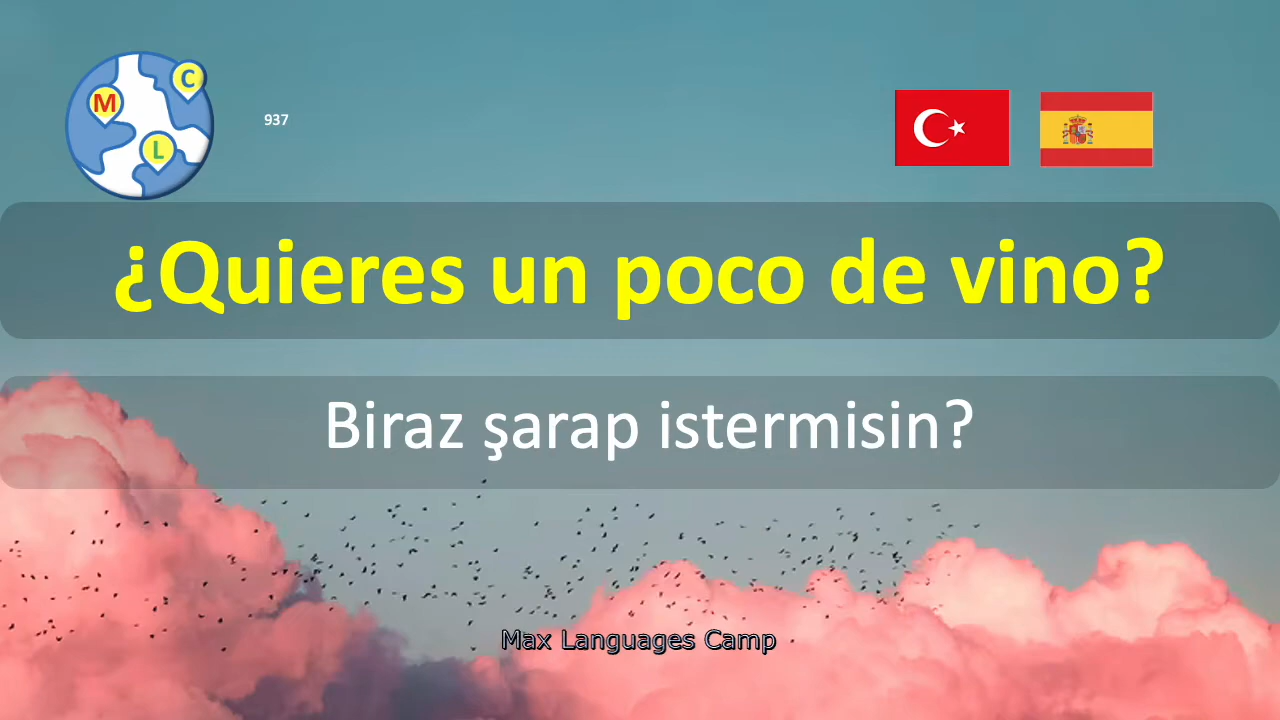 M
C
L
937
¿Quieres un poco de vino?
Biraz şarap istermisin?
Max Languages Camp